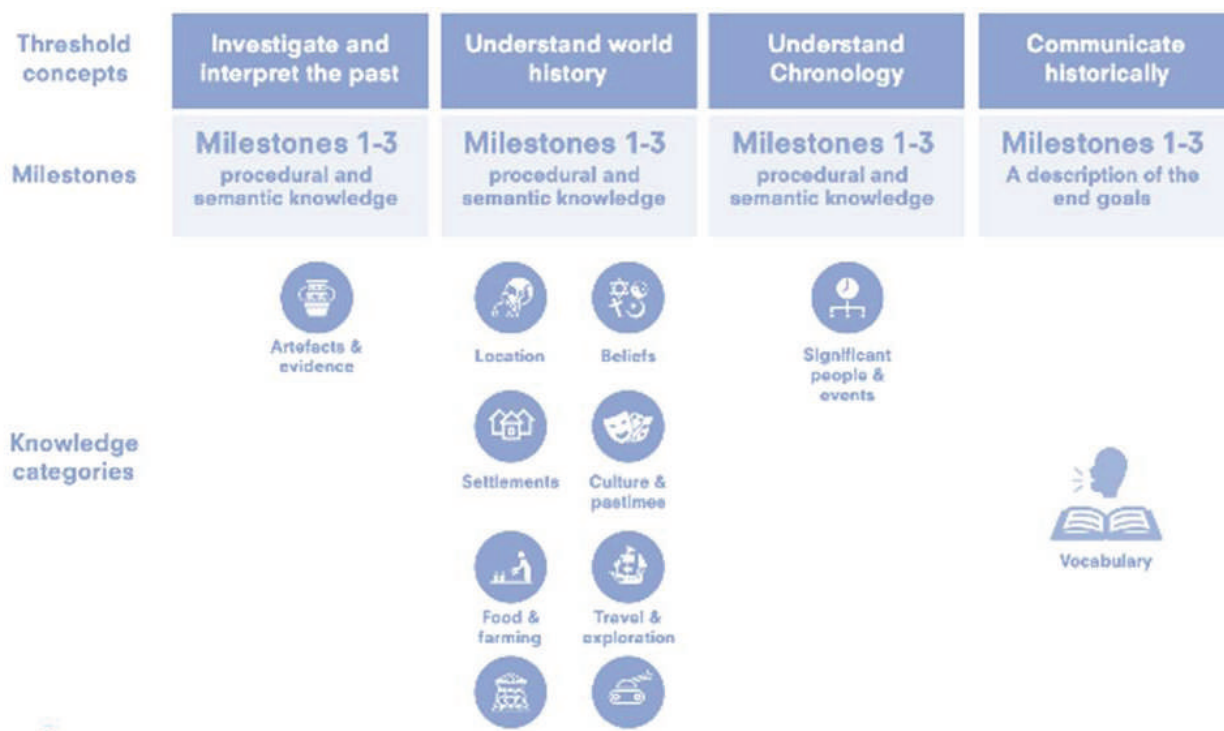 Threshold
concepts
Investigate and
interpret the past
Understand world
history
Understand
Chronology
Communicate
historically
Milestones
Milestones 1-3
procedural and
semantic knowledge
Milestones 1-3
procedural and
semantic knowledge
Milestones 1-3
procedural and
semantic knowledge
Milestones 1-3
A description of the
end goals
Knowledge
categories
Artefacts &
evidence
Location
Beliefs
Significant
people &
events
Settlements
Culture &
pastimes
Vocabulary
Food &
farming
Travel &
exploration